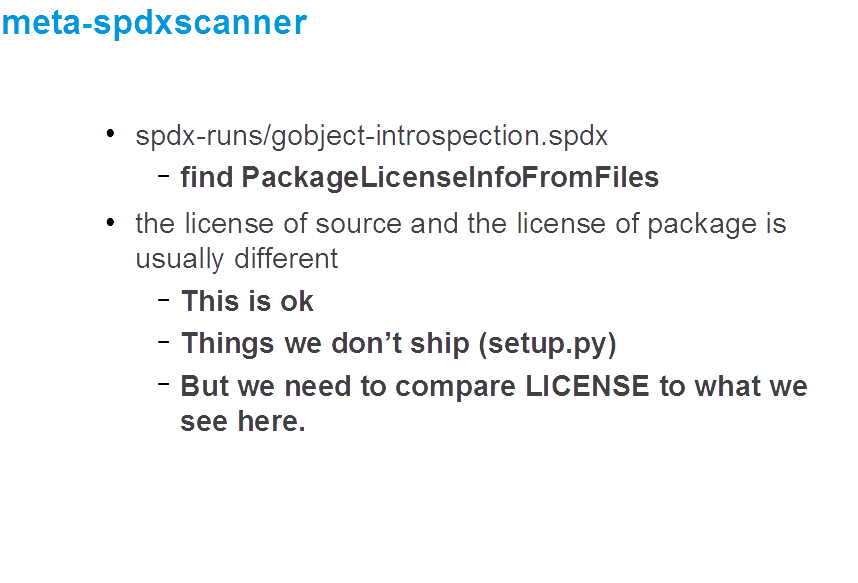 meta-spdxscanner
• spdx-runs/gobject-introspection.spdx
– find PackageLicenseInfoFromFiles
• the license of source and the license of package is
usually different
– This is ok
– Things we don’t ship (setup.py)
– But we need to compare LICENSE to what we
see here.